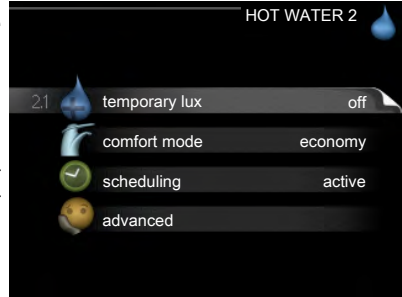 HOT WATER 2
2.1 temporary lux off
comfort mode economy
scheduling active
advanced